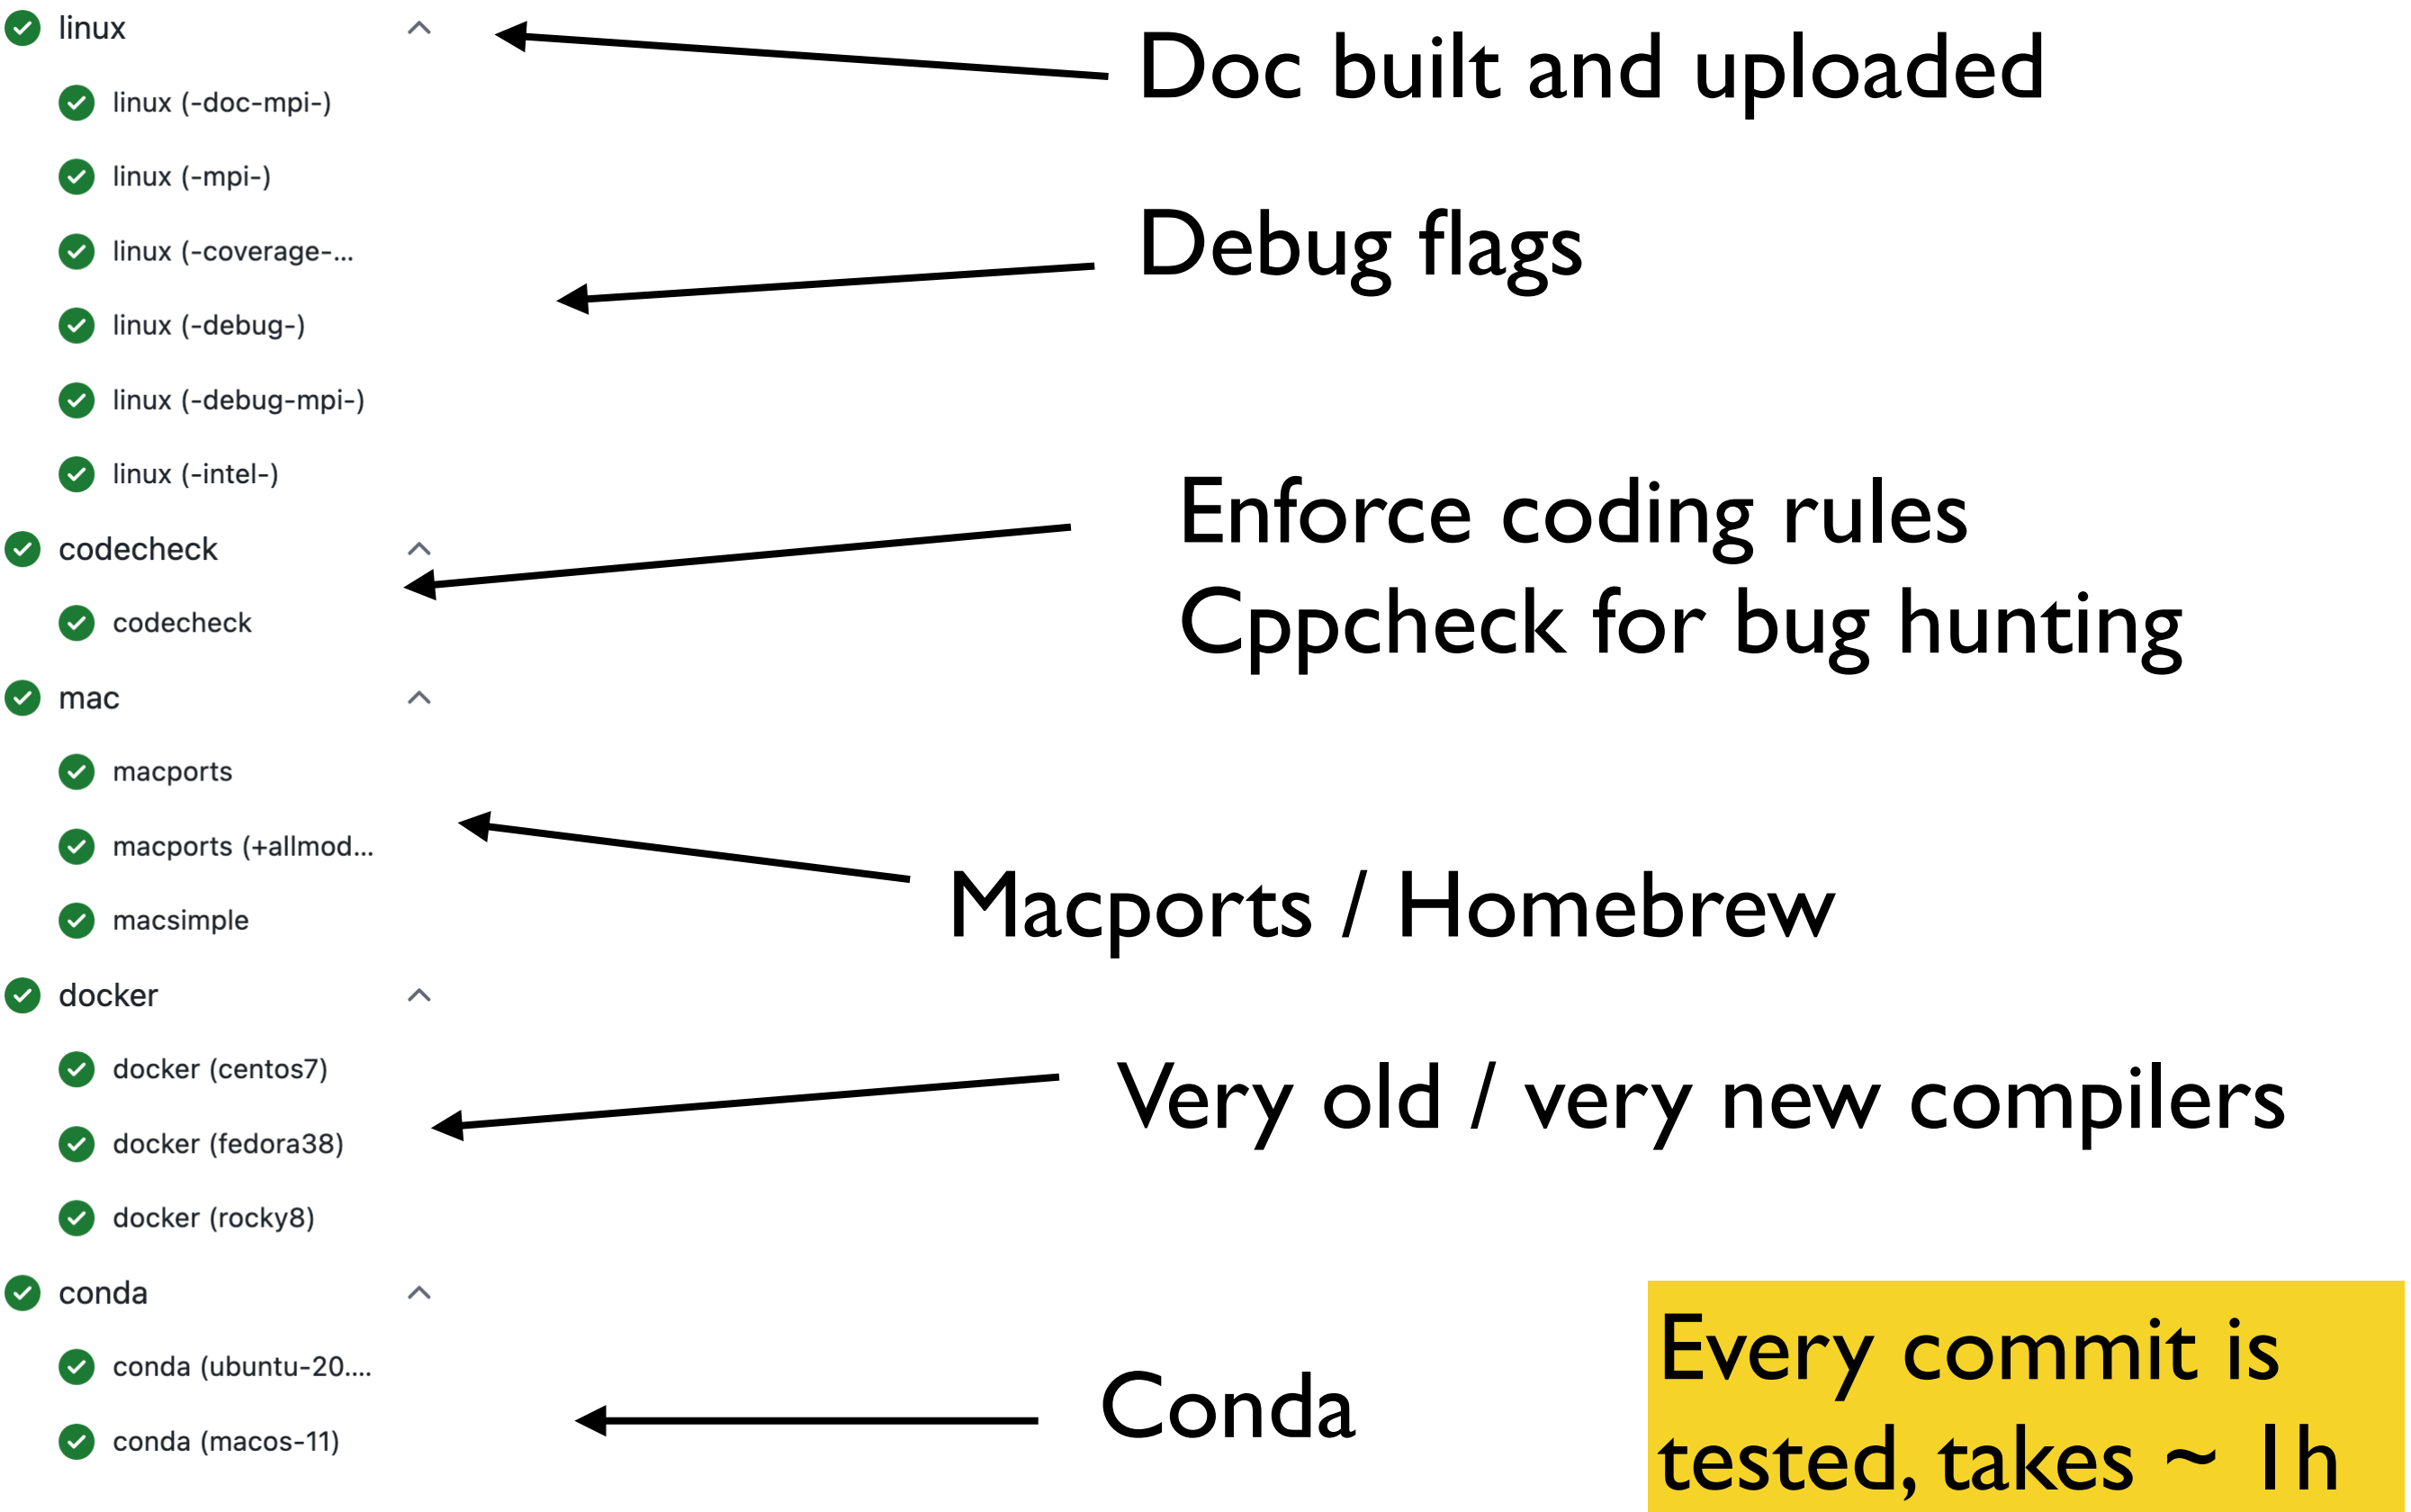 linux
linux (-doc-mpi-)
linux (-mpi-)
linux (-coverage-...
linux (-debug-)
linux (-debug-mpi-)
linux (-intel-)
codecheck
codecheck
mac
macports
macports (+allmod...
macsimple
docker
docker (centos7)
docker (fedora38)
docker (rocky8)
conda
conda (ubuntu-20....
conda (macos-11)
Doc built and uploaded
Debug flags
Enforce coding rules
Cppcheck for bug hunting
Macports / Homebrew
Very old / very new compilers
Conda
Every commit is
tested, takes ~ 1h